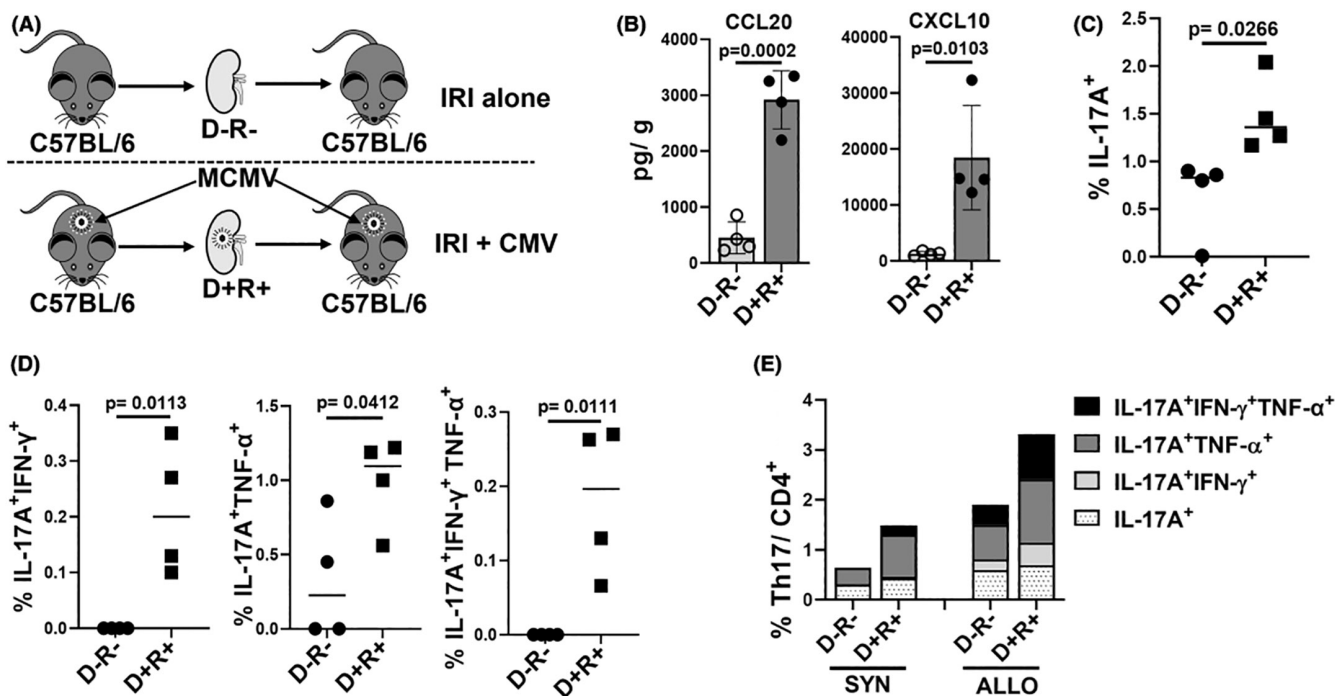 (A)
C57BL/6
D-R-
C57BL/6
IRI alone
MCMV
C57BL/6
D+R+
C57BL/6
IRI + CMV
(B)
CCL20
p=0.0002
pg/ g
4000
3000
2000
1000
0
D-R-
D+R+
CXCL10
p=0.0103
40000
30000
20000
10000
0
D-R-
D+R+
(C)
p= 0.0266
% IL-17A+
2.5
2.0
1.5
1.0
0.5
0.0
D-R-
D+R+
(D)
p= 0.0113
% IL-17A+IFN-γ+
0.4
0.3
0.2
0.1
0.0
D-R-
D+R+
p= 0.0412
% IL-17A+TNF-α+
1.5
1.0
0.5
0.0
D-R-
D+R+
p= 0.0111
% IL-17A+IFN-γ+ TNF-α+
0.3
0.2
0.1
0.0
D-R-
D+R+
(E)
% Th17/ CD4+
4
3
2
1
0
D-R-
D+R+
D-R-
D+R+
SYN
ALLO
IL-17A+IFN-γ+TNF-α+
IL-17A+TNF-α+
IL-17A+IFN-γ+
IL-17A+